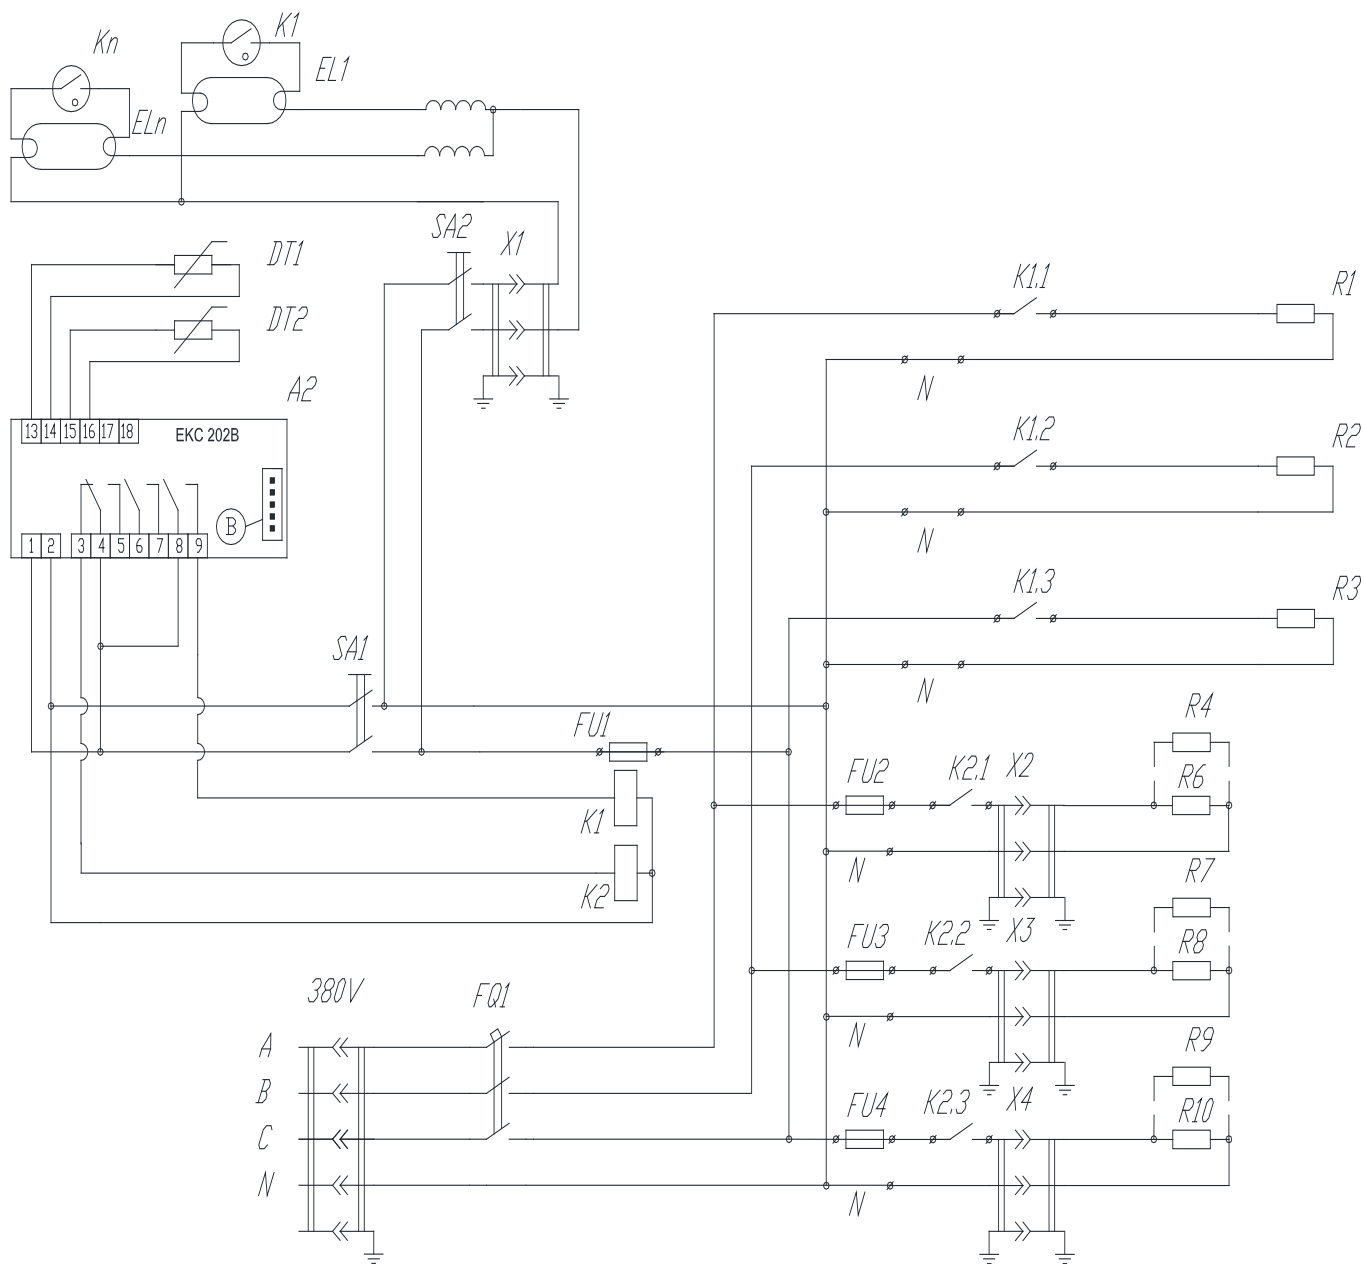 Kn
K1
EL1
ELn
SA2
X1
DT1
DT2
A2
13 14 15 16 17 18
EKC 202B
B
1 2 3 4 5 6 7 8 9
K1.1
R1
N
K1.2
R2
N
K1.3
R3
N
SA1
FU1
K1
K2
R4
FU2
K2.1
X2
R6
N
R7
FU3
K2.2
X3
R8
N
R9
FU4
K2.3
X4
R10
N
380V
FQ1
A
B
C
N